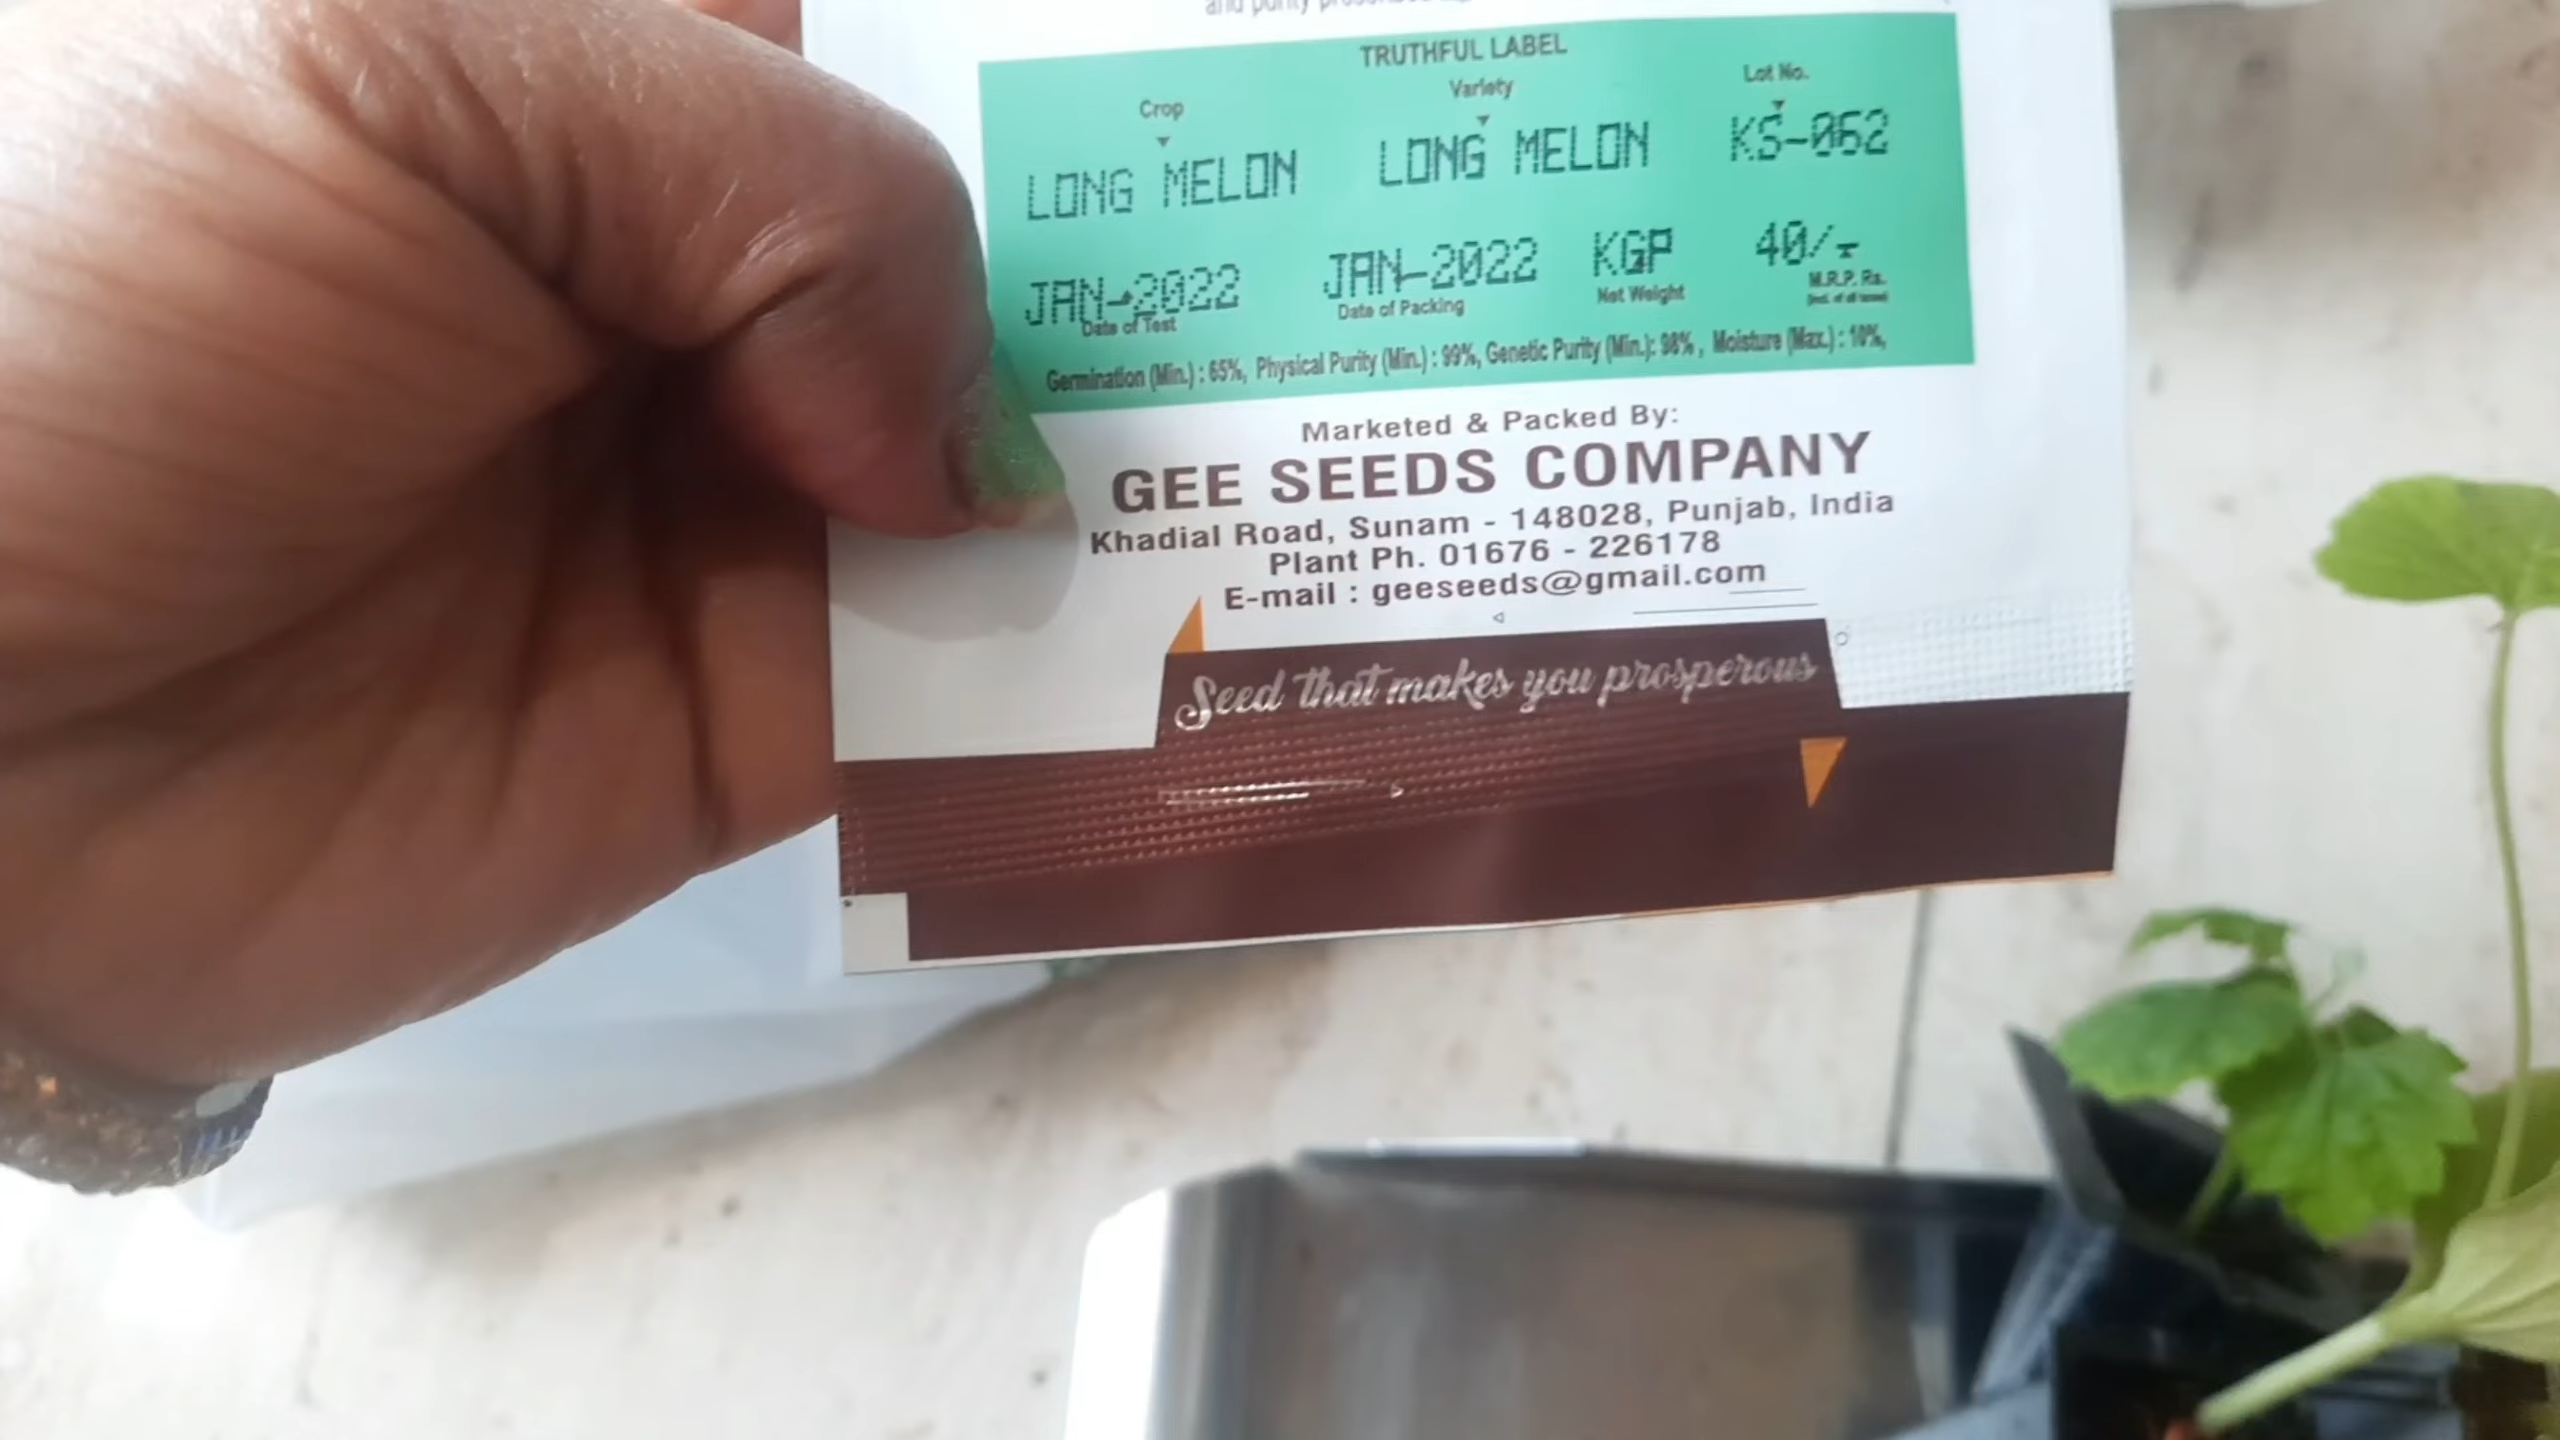 TRUTHFUL LABEL
Crop Variety Lot No.
LONG MELON LONG MELON KS-062
JAN-2022 JAN-2022 KGP 40/-
Date of Test Date of Packing Net Weight M.R.P. Rs.
Germination (Min.) : 65%, Physical Purity (Min.) : 99%, Genetic Purity (Min.): 98%, Moisture (Max.) : 10%,
Marketed & Packed By:
GEE SEEDS COMPANY
Khadial Road, Sunam - 148028, Punjab, India
Plant Ph. 01676 - 226178
E-mail : geeseeds@gmail.com
Seed that makes you prosperous